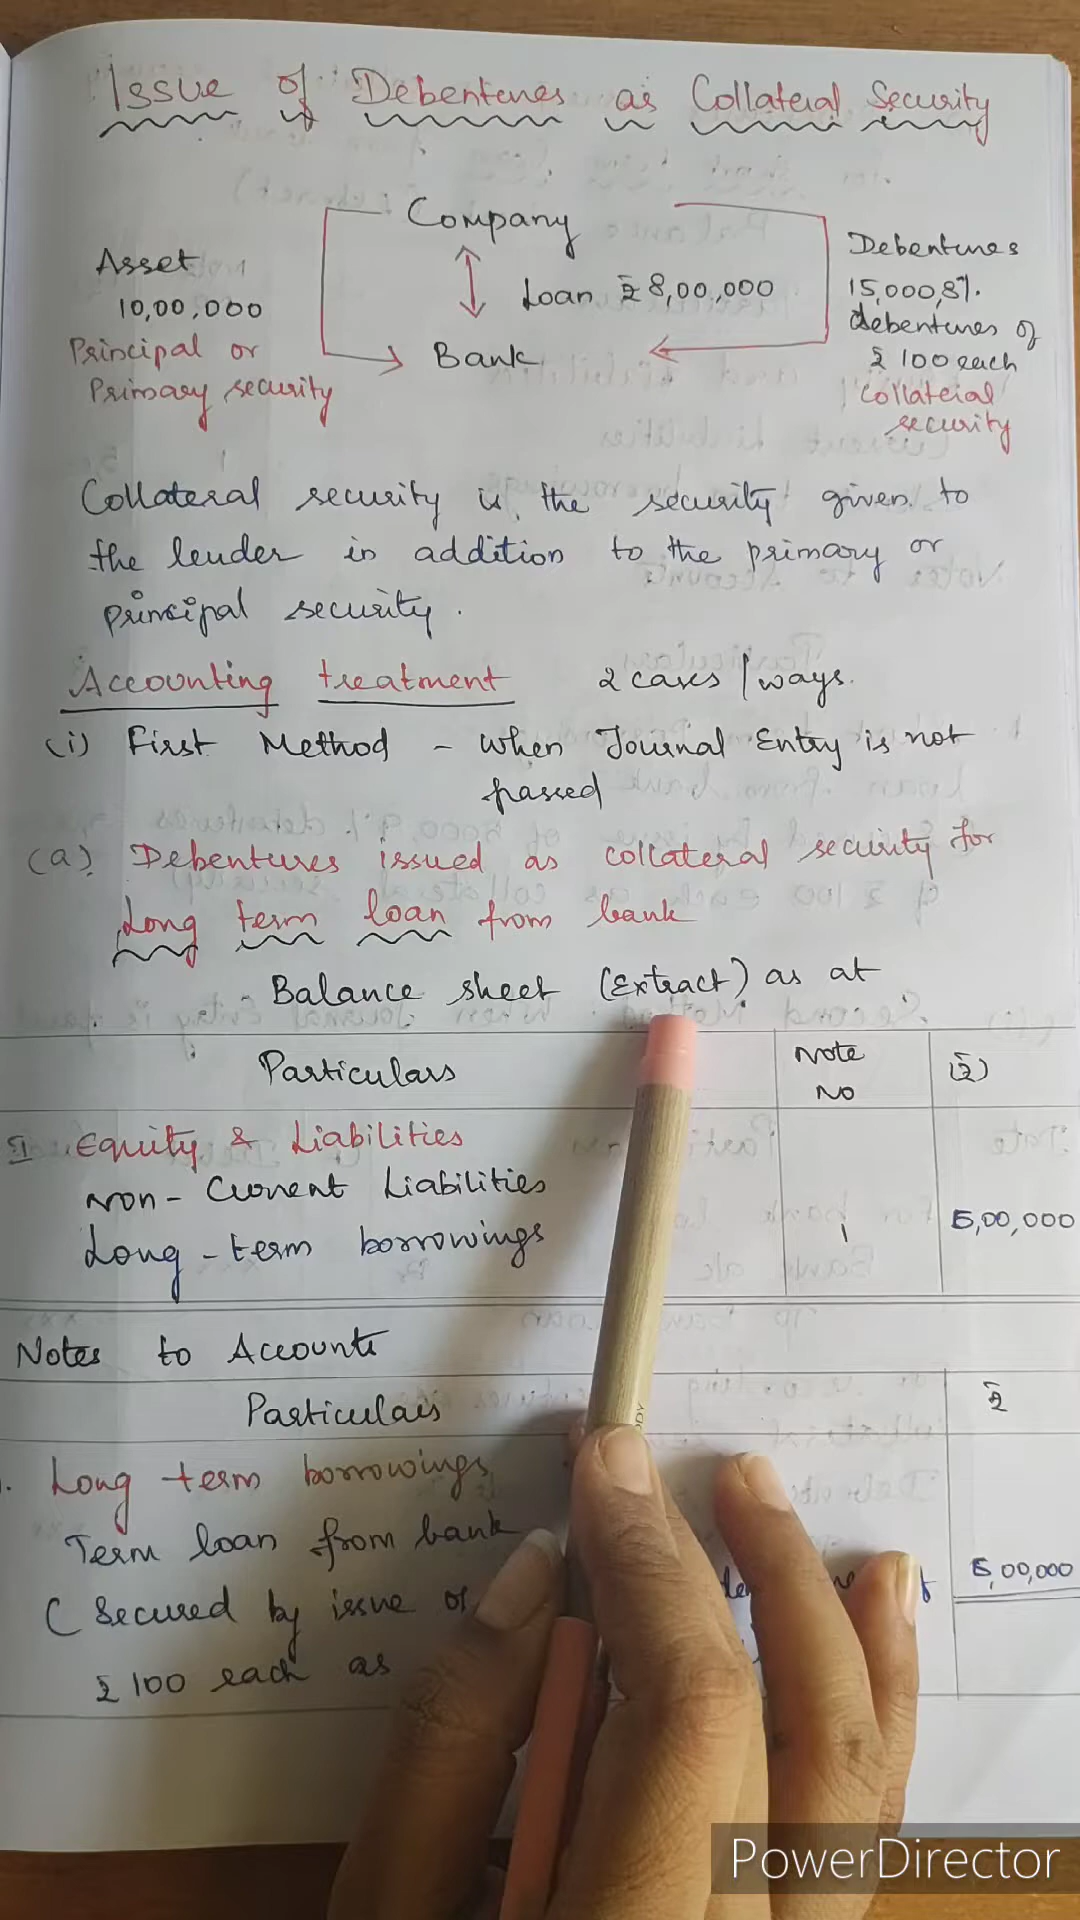 Issue of Debentures as Collateral Security
Company
Asset
10,00,000
Principal or
Primary security
Loan ₹ 8,00,000
Bank
Debentures
15,000,8%.
debentures of
₹ 100 each
Collateral
security
Collateral security is the security given to
the lender in addition to the primary or
principal security.
Accounting treatment 2 cases / ways.
(i) First Method - When Journal Entry is not
passed
(a) Debentures issued as collateral security for
Long term loan from bank
Balance sheet (Extract) as at
Particulars Note No (₹)
I Equity & Liabilities
Non-Current Liabilities
Long-term borrowings 1 5,00,000
Notes to Accounts
Particulars ₹
Long term borrowings
Term loan from bank 5,00,000
( Secured by issue of
₹ 100 each as
PowerDirector